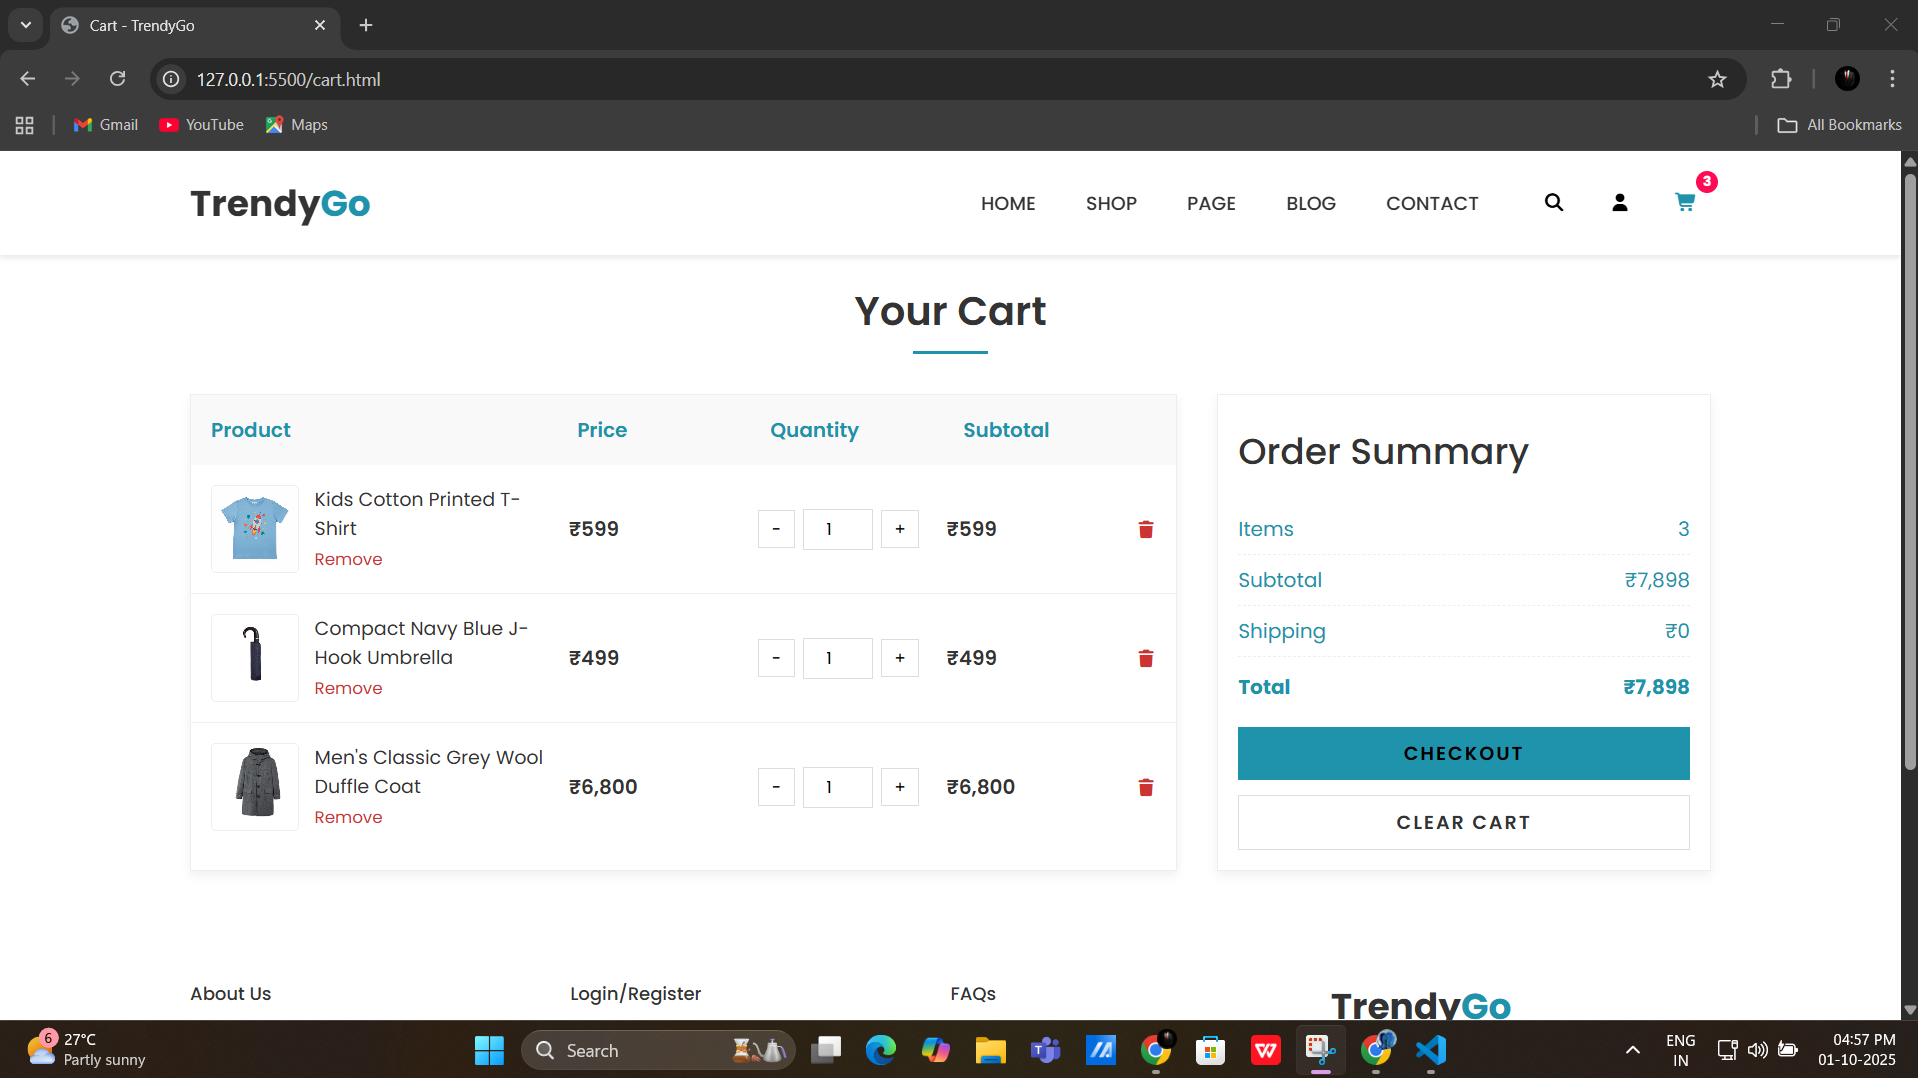 Cart - TrendyGo
127.0.0.1:5500/cart.html
Gmail YouTube Maps All Bookmarks
TrendyGo HOME SHOP PAGE BLOG CONTACT 3
Your Cart
Product Price Quantity Subtotal
Kids Cotton Printed T-
Shirt
₹599 - 1 + ₹599
Remove
Compact Navy Blue J-
Hook Umbrella
₹499 - 1 + ₹499
Remove
Men's Classic Grey Wool
Duffle Coat
₹6,800 - 1 + ₹6,800
Remove
Order Summary
Items 3
Subtotal ₹7,898
Shipping ₹0
Total ₹7,898
CHECKOUT
CLEAR CART
About Us Login/Register FAQs TrendyGo
6 27°C
Partly sunny
Search
ENG
IN
04:57 PM
01-10-2025